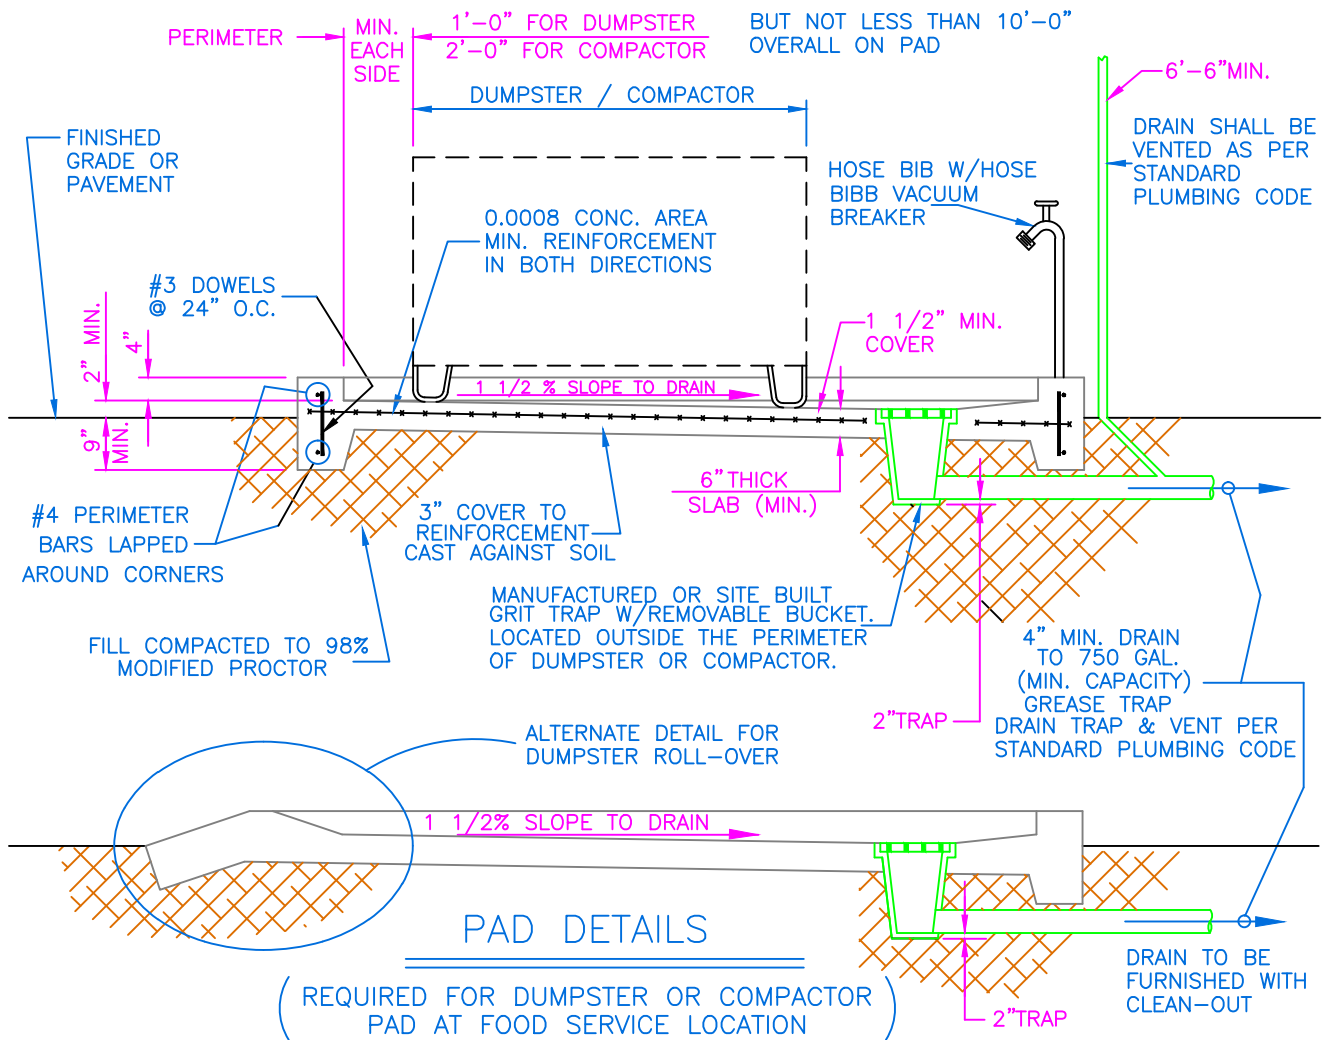 PERIMETER
MIN.
EACH
SIDE
1'-0" FOR DUMPSTER
2'-0" FOR COMPACTOR
BUT NOT LESS THAN 10'-0"
OVERALL ON PAD
DUMPSTER / COMPACTOR
6'-6"MIN.
FINISHED
GRADE OR
PAVEMENT
DRAIN SHALL BE
VENTED AS PER
STANDARD
PLUMBING CODE
HOSE BIB W/HOSE
BIBB VACUUM
BREAKER
0.0008 CONC. AREA
MIN. REINFORCEMENT
IN BOTH DIRECTIONS
#3 DOWELS
@ 24" O.C.
2" MIN.
4"
1 1/2" MIN.
COVER
1 1/2 % SLOPE TO DRAIN
9"
MIN.
6" THICK
SLAB (MIN.)
#4 PERIMETER
BARS LAPPED
AROUND CORNERS
3" COVER TO
REINFORCEMENT
CAST AGAINST SOIL
MANUFACTURED OR SITE BUILT
GRIT TRAP W/REMOVABLE BUCKET.
LOCATED OUTSIDE THE PERIMETER
OF DUMPSTER OR COMPACTOR.
FILL COMPACTED TO 98%
MODIFIED PROCTOR
4" MIN. DRAIN
TO 750 GAL.
(MIN. CAPACITY)
GREASE TRAP
DRAIN TRAP & VENT PER
STANDARD PLUMBING CODE
2"TRAP
ALTERNATE DETAIL FOR
DUMPSTER ROLL-OVER
1 1/2% SLOPE TO DRAIN
PAD DETAILS
(REQUIRED FOR DUMPSTER OR COMPACTOR
PAD AT FOOD SERVICE LOCATION)
DRAIN TO BE
FURNISHED WITH
CLEAN-OUT
2"TRAP